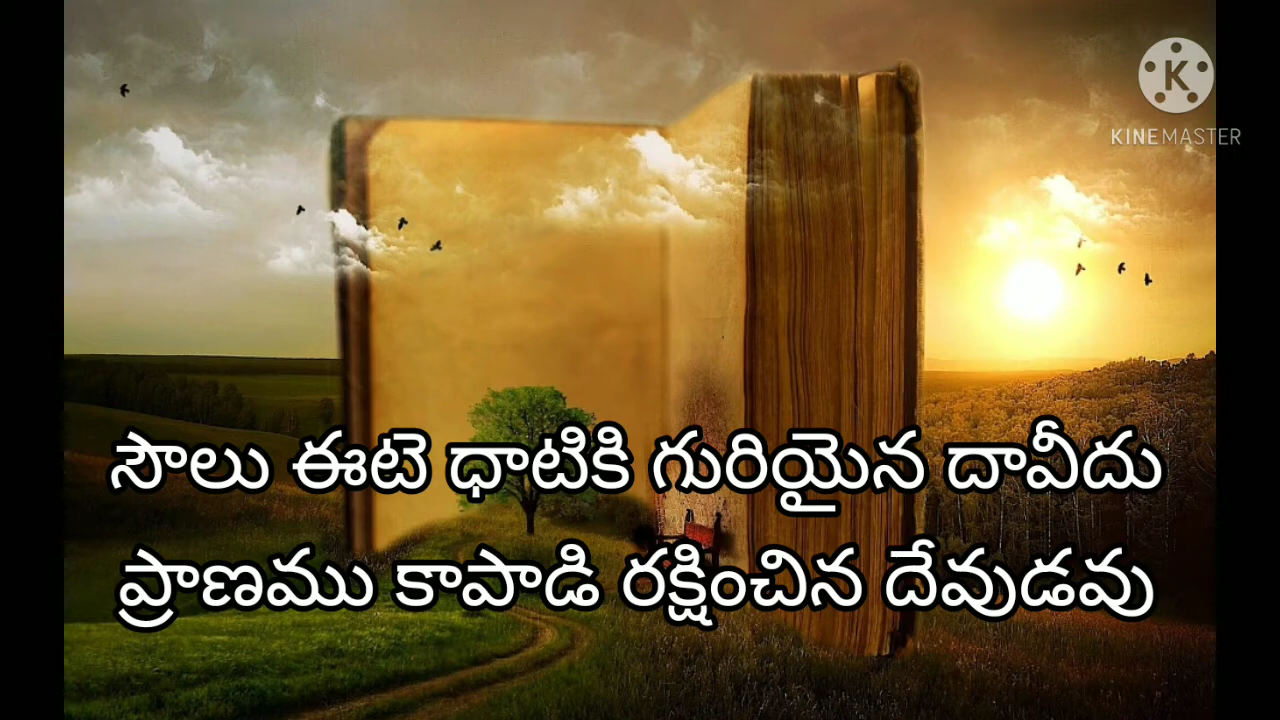 KINEMASTER
సౌలు ఈటె ధాటికి గురియైన దావీదు
ప్రాణము కాపాడి రక్షించిన దేవుడవు